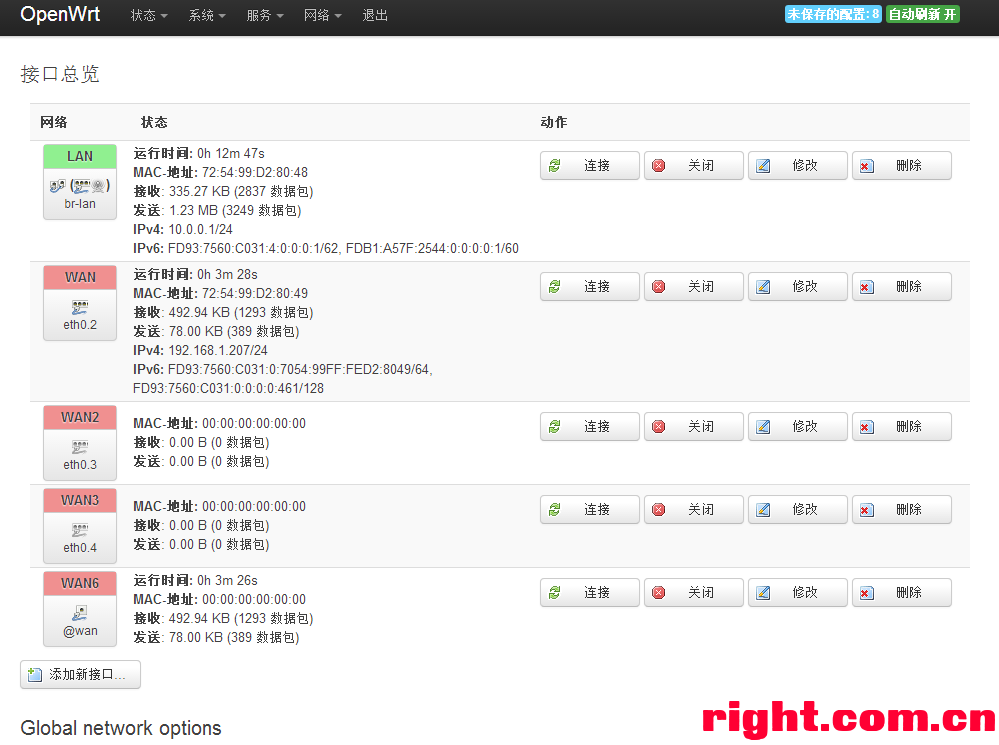 OpenWrt 状态 系统 服务 网络 退出 未保存的配置: 8 自动刷新 开
接口总览
网络 状态 动作
LAN
br-lan
运行时间: 0h 12m 47s
MAC-地址: 72:54:99:D2:80:48
接收: 335.27 KB (2837 数据包)
发送: 1.23 MB (3249 数据包)
IPv4: 10.0.0.1/24
IPv6: FD93:7560:C031:4:0:0:0:1/62, FDB1:A57F:2544:0:0:0:0:1/60
连接 关闭 修改 删除
WAN
eth0.2
运行时间: 0h 3m 28s
MAC-地址: 72:54:99:D2:80:49
接收: 492.94 KB (1293 数据包)
发送: 78.00 KB (389 数据包)
IPv4: 192.168.1.207/24
IPv6: FD93:7560:C031:0:7054:99FF:FED2:8049/64,
FD93:7560:C031:0:0:0:0:461/128
连接 关闭 修改 删除
WAN2
eth0.3
MAC-地址: 00:00:00:00:00:00
接收: 0.00 B (0 数据包)
发送: 0.00 B (0 数据包)
连接 关闭 修改 删除
WAN3
eth0.4
MAC-地址: 00:00:00:00:00:00
接收: 0.00 B (0 数据包)
发送: 0.00 B (0 数据包)
连接 关闭 修改 删除
WAN6
@wan
运行时间: 0h 3m 26s
MAC-地址: 00:00:00:00:00:00
接收: 492.94 KB (1293 数据包)
发送: 78.00 KB (389 数据包)
连接 关闭 修改 删除
添加新接口...
Global network options
right.com.cn